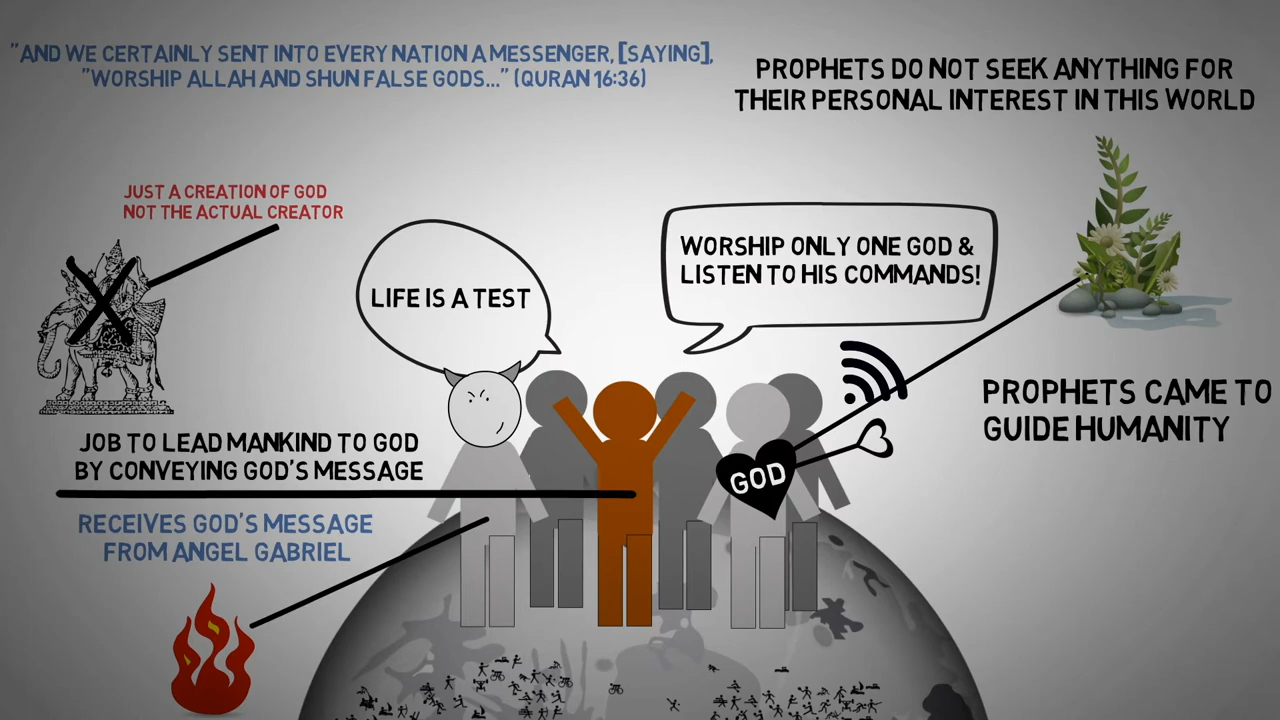 "AND WE CERTAINLY SENT INTO EVERY NATION A MESSENGER, [SAYING],
"WORSHIP ALLAH AND SHUN FALSE GODS..." (QURAN 16:36)
PROPHETS DO NOT SEEK ANYTHING FOR
THEIR PERSONAL INTEREST IN THIS WORLD
JUST A CREATION OF GOD
NOT THE ACTUAL CREATOR
LIFE IS A TEST
WORSHIP ONLY ONE GOD &
LISTEN TO HIS COMMANDS!
PROPHETS CAME TO
GUIDE HUMANITY
JOB TO LEAD MANKIND TO GOD
BY CONVEYING GOD'S MESSAGE
GOD
RECEIVES GOD'S MESSAGE
FROM ANGEL GABRIEL